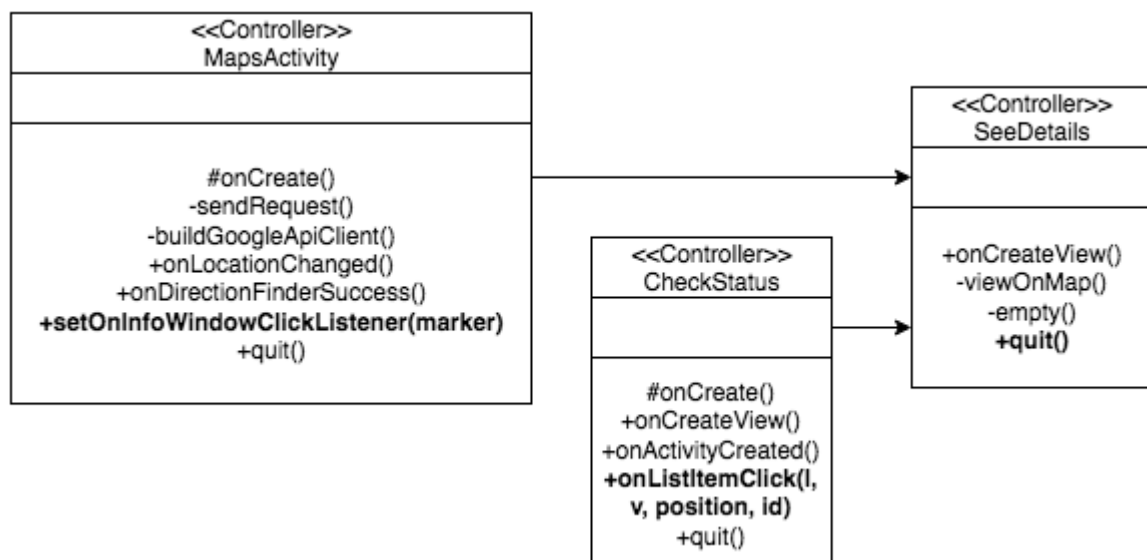 <<Controller>>
MapsActivity
#onCreate()
-sendRequest()
-buildGoogleApiClient()
+onLocationChanged()
+onDirectionFinderSuccess()
+setOnInfoWindowClickListener(marker)
+quit()
<<Controller>>
SeeDetails
+onCreateView()
-viewOnMap()
-empty()
+quit()
<<Controller>>
CheckStatus
#onCreate()
+onCreateView()
+onActivityCreated()
+onListItemClick(l,
v, position, id)
+quit()